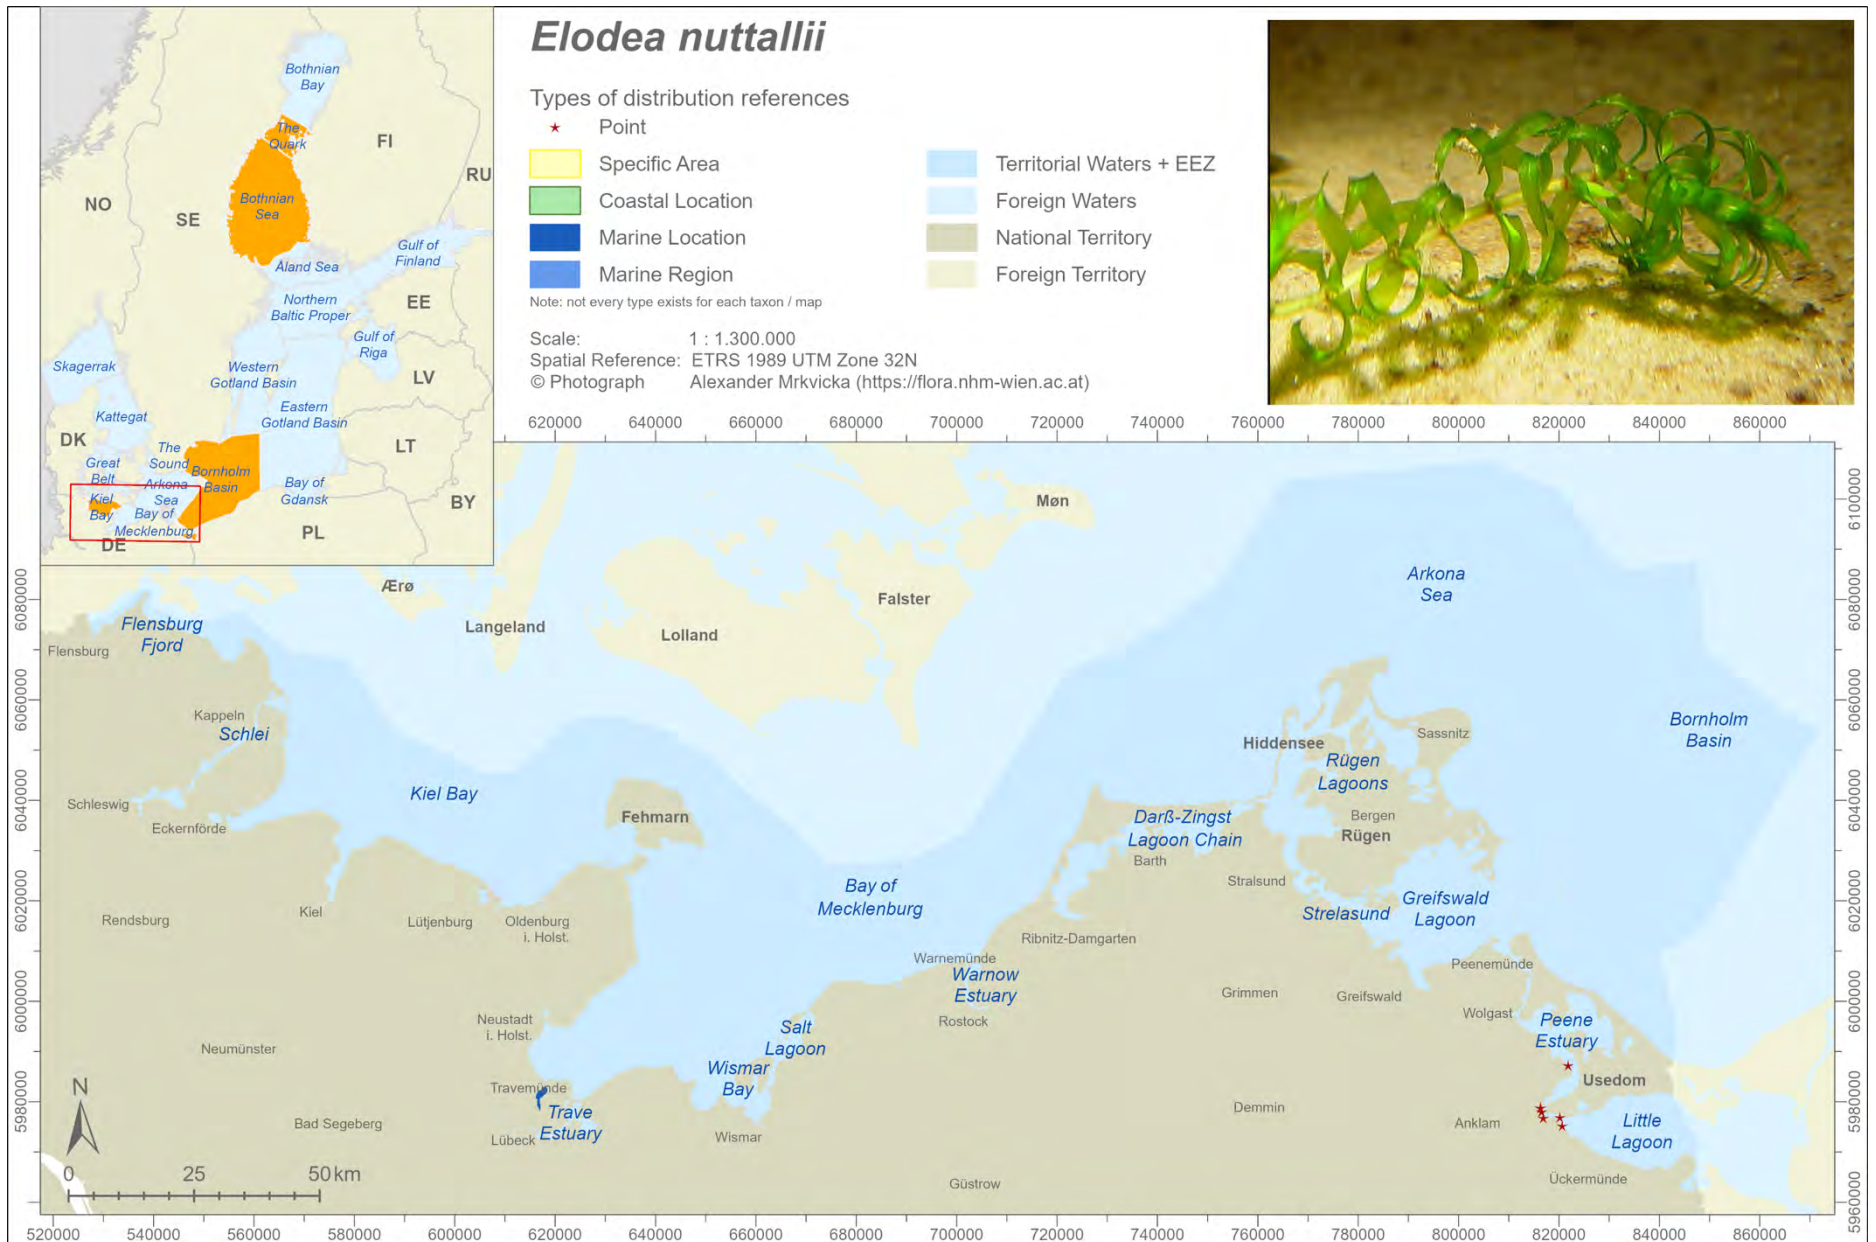 Elodea nuttallii
Types of distribution references
Point
Specific Area
Coastal Location
Marine Location
Marine Region
Territorial Waters + EEZ
Foreign Waters
National Territory
Foreign Territory
Note: not every type exists for each taxon / map
Scale: 1 : 1.300.000
Spatial Reference: ETRS 1989 UTM Zone 32N
© Photograph Alexander Mrkvicka (https://flora.nhm-wien.ac.at)
Bothnian
Bay
The
Quark
FI
RU
NO
SE
Bothnian
Sea
Gulf of
Finland
Åland Sea
Northern
Baltic Proper
EE
Gulf of
Riga
Skagerrak
Western
Gotland Basin
LV
Kattegat
Eastern
Gotland Basin
DK
The
Sound
LT
Great
Belt
Bornholm
Basin
Arkona
Sea
Bay of
Gdansk
BY
Kiel
Bay
Bay of
Mecklenburg
PL
DE
620000 640000 660000 680000 700000 720000 740000 760000 780000 800000 820000 840000 860000
Møn
Ærø
Arkona
Sea
Falster
Langeland
Lolland
Flensburg
Fjord
Flensburg
Kappeln
Schlei
Bornholm
Basin
Sassnitz
Hiddensee
Rügen
Lagoons
Kiel Bay
Schleswig
Eckernförde
Fehmarn
Bergen
Rügen
Darß-Zingst
Lagoon Chain
Barth
Stralsund
Bay of
Mecklenburg
Greifswald
Lagoon
Strelasund
Rendsburg
Kiel
Lütjenburg
Oldenburg
i. Holst.
Ribnitz-Damgarten
Warnemünde
Warnow
Estuary
Peenemünde
Grimmen
Greifswald
Wolgast
Rostock
Neustadt
i. Holst.
Salt
Lagoon
Peene
Estuary
Neumünster
Wismar
Bay
Usedom
Travemünde
Trave
Estuary
Demmin
Anklam
Little
Lagoon
Bad Segeberg
Lübeck
Wismar
Güstrow
Ückermünde
N
0 25 50 km
6080000
6060000
6040000
6020000
6000000
5980000
6100000
6080000
6060000
6040000
6020000
6000000
5980000
5960000
520000 540000 560000 580000 600000 620000 640000 660000 680000 700000 720000 740000 760000 780000 800000 820000 840000 860000